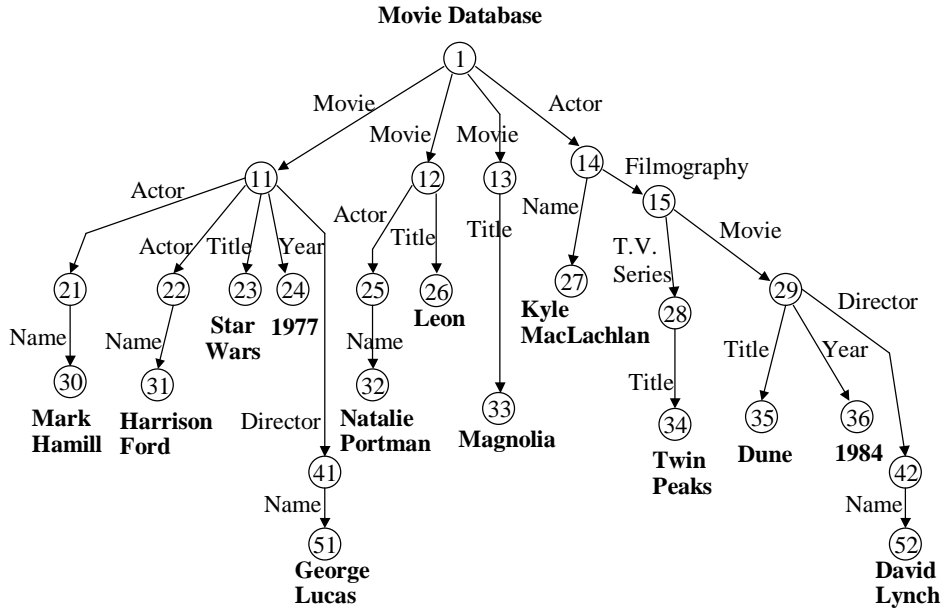 Movie Database
1
Movie
Movie
Movie
Actor
11
12
13
14
Filmography
15
Actor
Actor
Title
Year
Actor
Title
Title
Name
T.V.
Series
Movie
21
22
23
24
25
26
27
28
29
Director
Star
Wars
1977
Leon
Kyle
MacLachlan
Name
Name
Name
Title
Title
Year
30
31
32
33
34
35
36
Mark
Hamill
Harrison
Ford
Director
Natalie
Portman
Magnolia
Twin
Peaks
Dune
1984
41
42
Name
Name
51
52
George
Lucas
David
Lynch